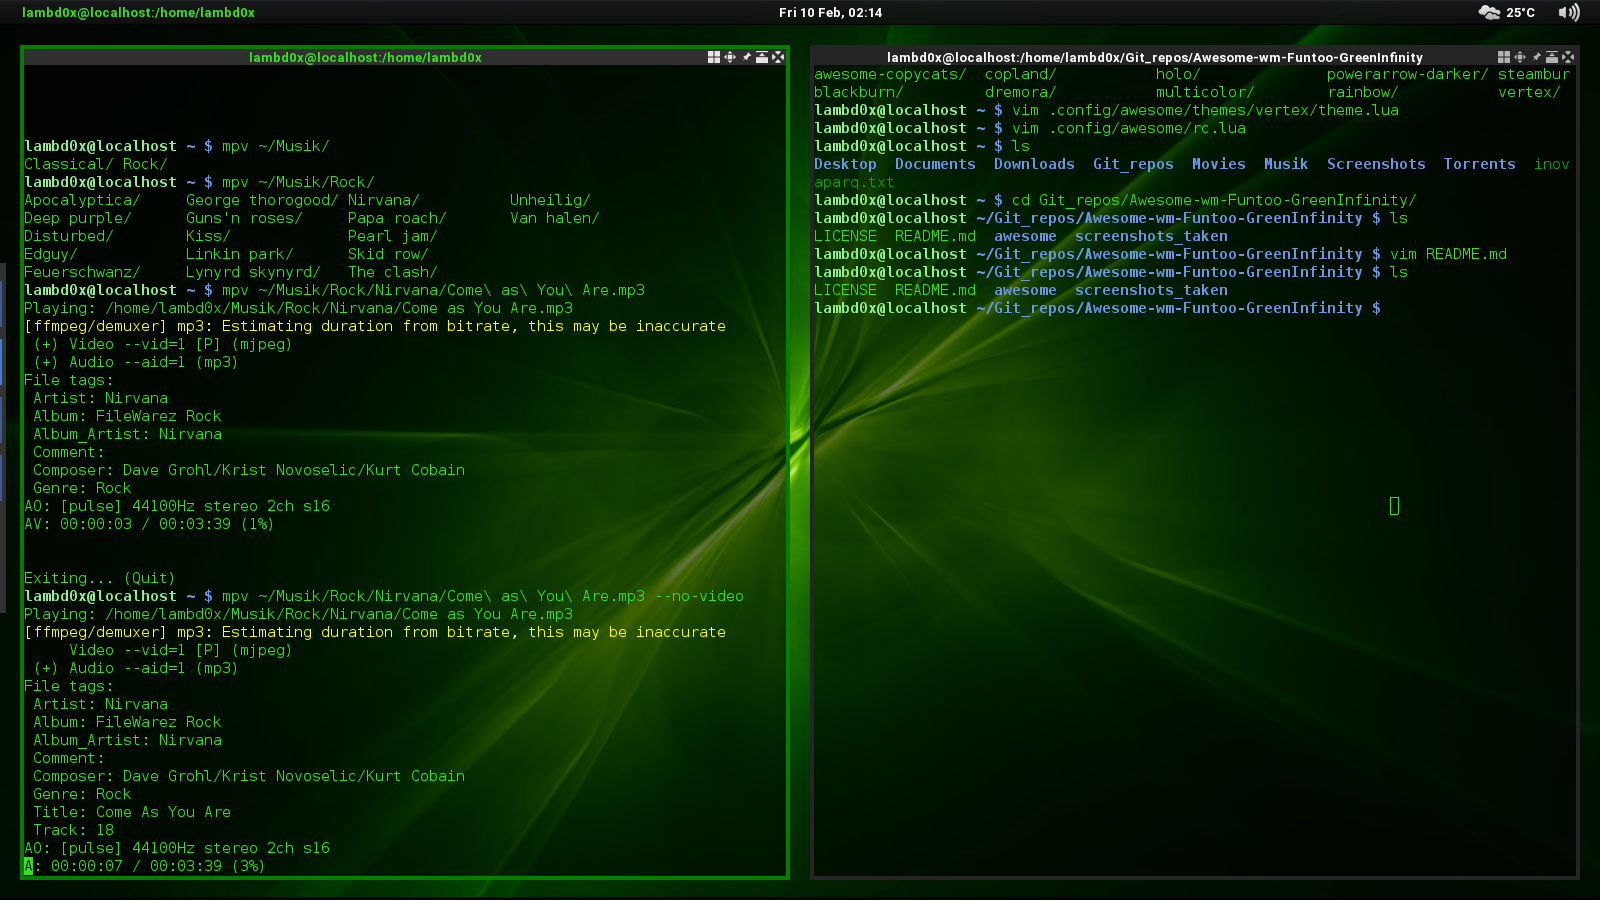 lambd0x@localhost:/home/lambd0x
Fri 10 Feb, 02:14
25°C
lambd0x@localhost:/home/lambd0x
lambd0x@localhost ~ $ mpv ~/Musik/
Classical/ Rock/
lambd0x@localhost ~ $ mpv ~/Musik/Rock/
Apocalyptica/     George thorogood/ Nirvana/          Unheilig/
Deep purple/      Guns'n roses/     Papa roach/       Van halen/
Disturbed/        Kiss/             Pearl jam/
Edguy/            Linkin park/      Skid row/
Feuerschwanz/     Lynyrd skynyrd/   The clash/
lambd0x@localhost ~ $ mpv ~/Musik/Rock/Nirvana/Come\ as\ You\ Are.mp3
Playing: /home/lambd0x/Musik/Rock/Nirvana/Come as You Are.mp3
[ffmpeg/demuxer] mp3: Estimating duration from bitrate, this may be inaccurate
 (+) Video --vid=1 [P] (mjpeg)
 (+) Audio --aid=1 (mp3)
File tags:
 Artist: Nirvana
 Album: FileWarez Rock
 Album_Artist: Nirvana
 Comment:
 Composer: Dave Grohl/Krist Novoselic/Kurt Cobain
 Genre: Rock
AO: [pulse] 44100Hz stereo 2ch s16
AV: 00:00:03 / 00:03:39 (1%)
Exiting... (Quit)
lambd0x@localhost ~ $ mpv ~/Musik/Rock/Nirvana/Come\ as\ You\ Are.mp3 --no-video
Playing: /home/lambd0x/Musik/Rock/Nirvana/Come as You Are.mp3
[ffmpeg/demuxer] mp3: Estimating duration from bitrate, this may be inaccurate
     Video --vid=1 [P] (mjpeg)
 (+) Audio --aid=1 (mp3)
File tags:
 Artist: Nirvana
 Album: FileWarez Rock
 Album_Artist: Nirvana
 Comment:
 Composer: Dave Grohl/Krist Novoselic/Kurt Cobain
 Genre: Rock
 Title: Come As You Are
 Track: 18
AO: [pulse] 44100Hz stereo 2ch s16
A: 00:00:07 / 00:03:39 (3%)
lambd0x@localhost:/home/lambd0x/Git_repos/Awesome-wm-Funtoo-GreenInfinity
awesome-copycats/  copland/           holo/              powerarrow-darker/ steambur
blackburn/         dremora/           multicolor/        rainbow/           vertex/
lambd0x@localhost ~ $ vim .config/awesome/themes/vertex/theme.lua
lambd0x@localhost ~ $ vim .config/awesome/rc.lua
lambd0x@localhost ~ $ ls
Desktop  Documents  Downloads  Git_repos  Movies  Musik  Screenshots  Torrents  inov
aparq.txt
lambd0x@localhost ~ $ cd Git_repos/Awesome-wm-Funtoo-GreenInfinity/
lambd0x@localhost ~/Git_repos/Awesome-wm-Funtoo-GreenInfinity $ ls
LICENSE  README.md  awesome  screenshots_taken
lambd0x@localhost ~/Git_repos/Awesome-wm-Funtoo-GreenInfinity $ vim README.md
lambd0x@localhost ~/Git_repos/Awesome-wm-Funtoo-GreenInfinity $ ls
LICENSE  README.md  awesome  screenshots_taken
lambd0x@localhost ~/Git_repos/Awesome-wm-Funtoo-GreenInfinity $